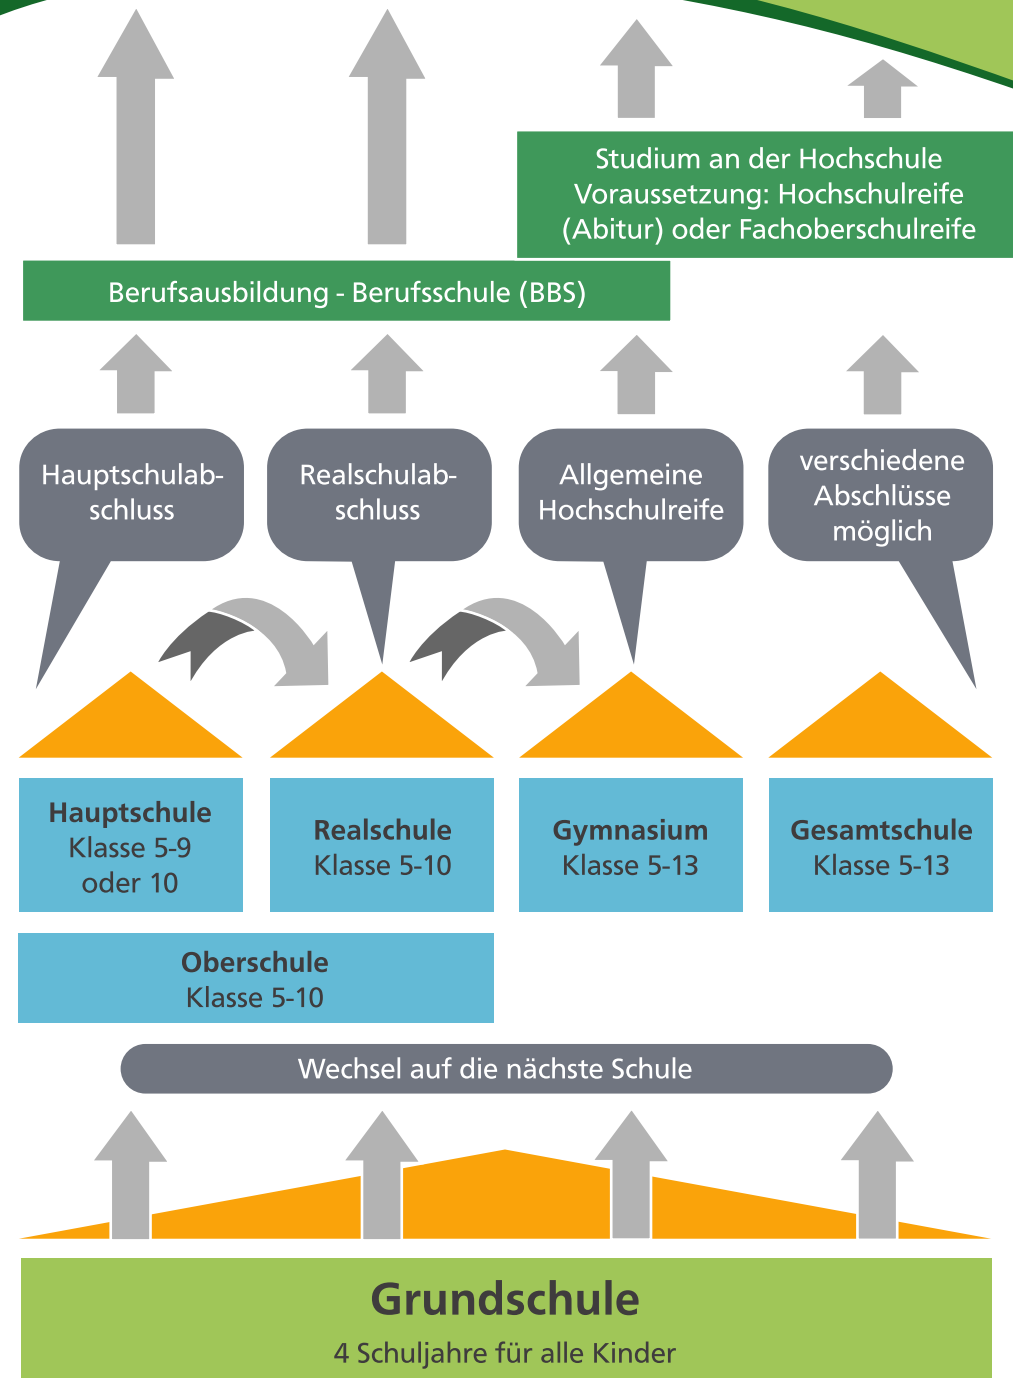 Studium an der Hochschule
Voraussetzung: Hochschulreife
(Abitur) oder Fachoberschulreife
Berufsausbildung - Berufsschule (BBS)
Hauptschulab-
schluss
Realschulab-
schluss
Allgemeine
Hochschulreife
verschiedene
Abschlüsse
möglich
Hauptschule
Klasse 5-9
oder 10
Realschule
Klasse 5-10
Gymnasium
Klasse 5-13
Gesamtschule
Klasse 5-13
Oberschule
Klasse 5-10
Wechsel auf die nächste Schule
Grundschule
4 Schuljahre für alle Kinder